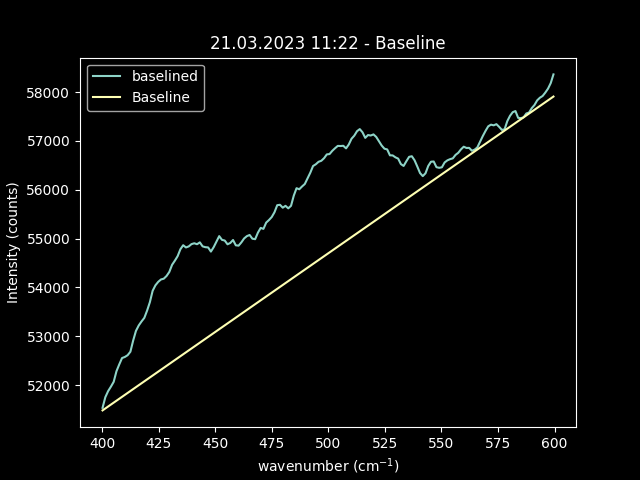 21.03.2023 11:22 - Baseline
baselined
Baseline
58000
57000
56000
55000
54000
53000
52000
Intensity (counts)
400 425 450 475 500 525 550 575 600
wavenumber (cm⁻¹)